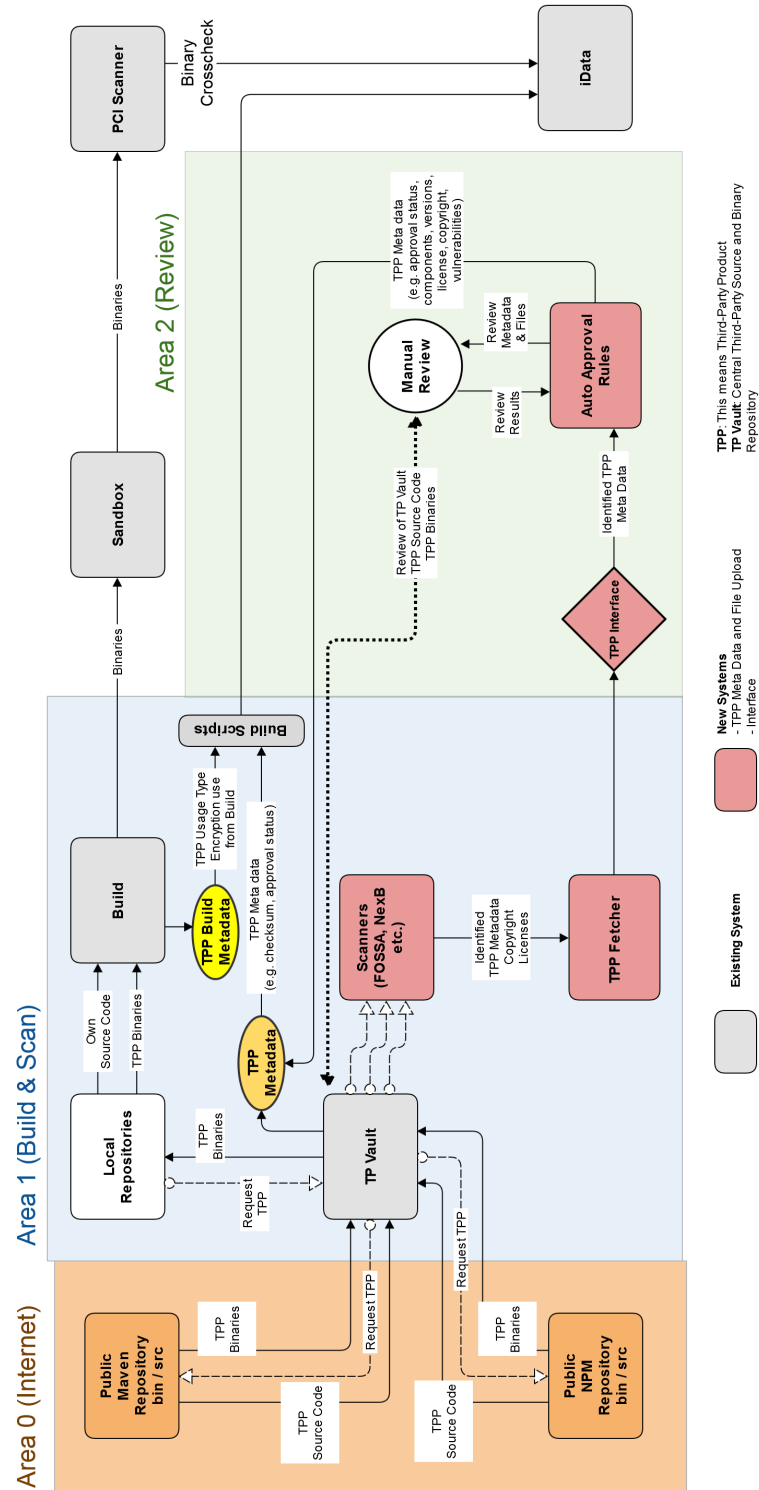 Area 0 (Internet)
Area 1 (Build & Scan)
Area 2 (Review)
Public
Maven
Repository
bin / src
TPP
Binaries
TPP
Source Code
Request TPP
Public
NPM
Repository
bin / src
TPP
Binaries
TPP
Source Code
Request TPP
Local
Repositories
Request
TPP
TPP
Binaries
TP Vault
Own
Source Code
TPP Binaries
Build
TPP Build
Metadata
TPP Usage Type
Encryption use
from Build
TPP
Metadata
TPP Meta data
(e.g. checksum, approval status)
Build Scripts
Scanners
(FOSSA, NexB
etc.)
Identified
TPP Metadata
Copyright
Licenses
TPP Fetcher
Binaries
Sandbox
Binaries
PCI Scanner
Binary
Crosscheck
iData
Review of TP Vault
TPP Source Code
TPP Binaries
Manual
Review
Review
Results
Review
Metadata
& Files
TPP Meta data
(e.g. approval status,
components, versions,
license, copyright,
vulnerabilities)
TPP Interface
Identified TPP
Meta Data
Auto Approval
Rules
Existing System
New Systems
- TPP Meta Data and File Upload
- Interface
TPP: This means Third-Party Product
TP Vault: Central Third-Party Source and Binary
Repository